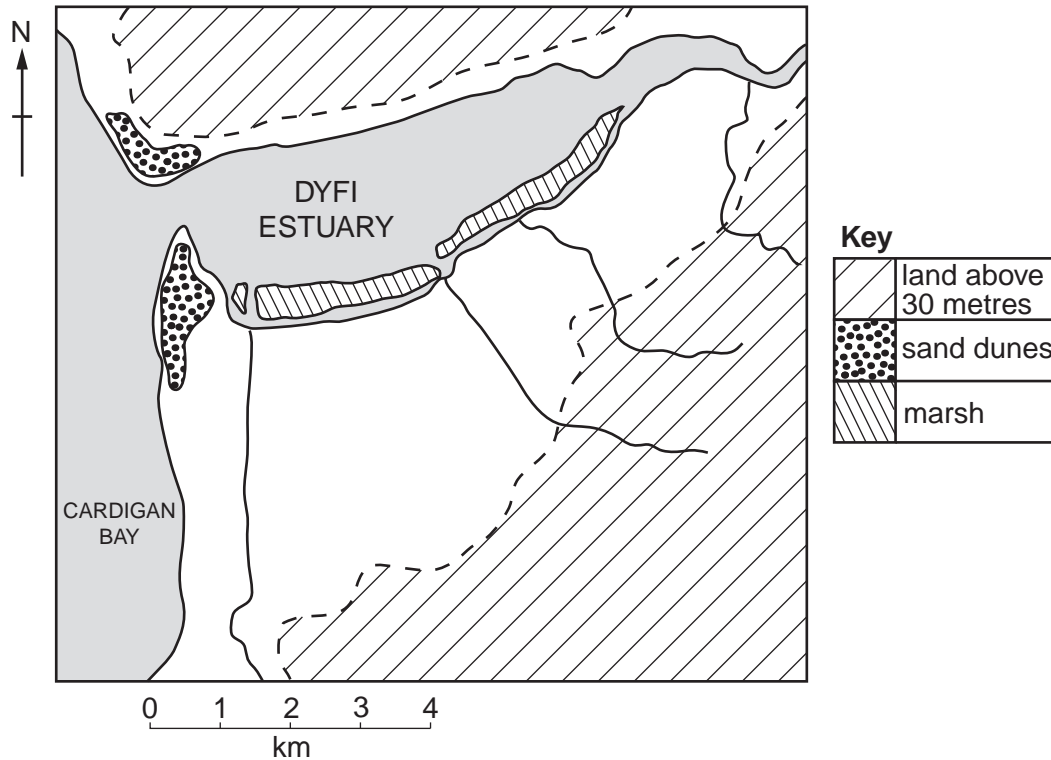 N
DYFI
ESTUARY
CARDIGAN
BAY
Key
land above
30 metres
sand dunes
marsh
0 1 2 3 4
km